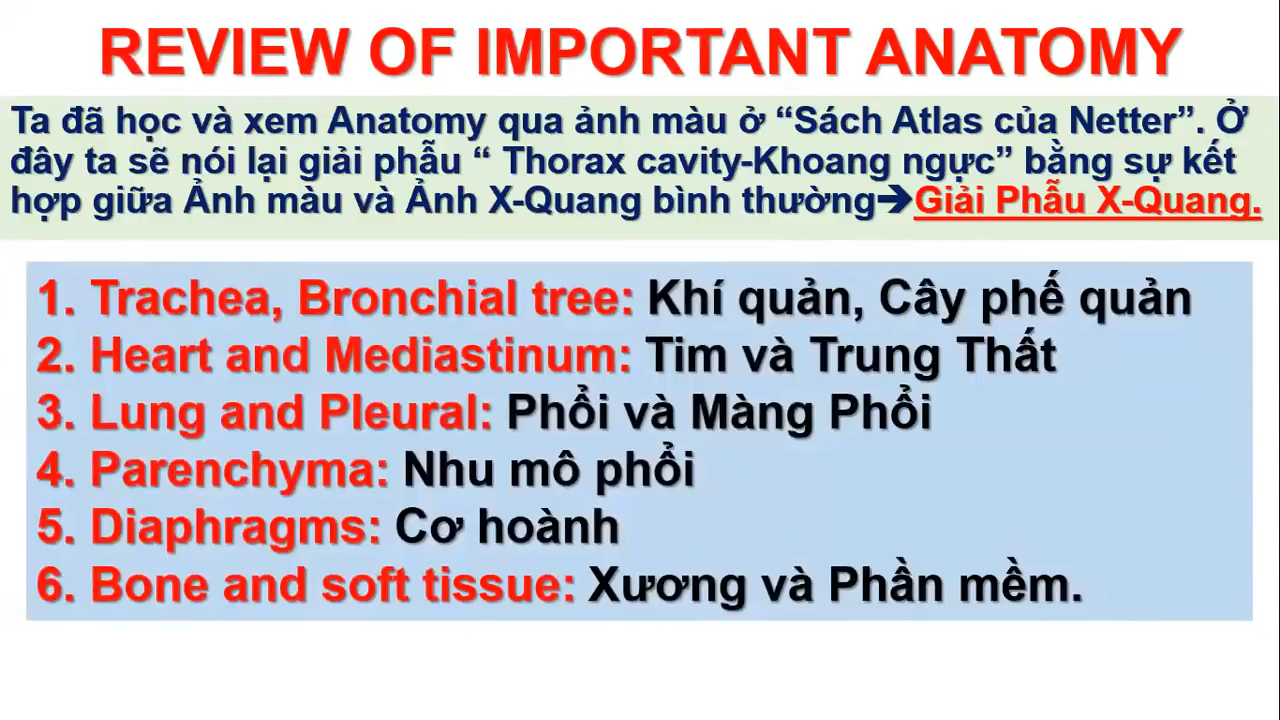 REVIEW OF IMPORTANT ANATOMY
Ta đã học và xem Anatomy qua ảnh màu ở “Sách Atlas của Netter”. Ở
đây ta sẽ nói lại giải phẫu “ Thorax cavity-Khoang ngực” bằng sự kết
hợp giữa Ảnh màu và Ảnh X-Quang bình thường➔Giải Phẫu X-Quang.
1. Trachea, Bronchial tree: Khí quản, Cây phế quản
2. Heart and Mediastinum: Tim và Trung Thất
3. Lung and Pleural: Phổi và Màng Phổi
4. Parenchyma: Nhu mô phổi
5. Diaphragms: Cơ hoành
6. Bone and soft tissue: Xương và Phần mềm.